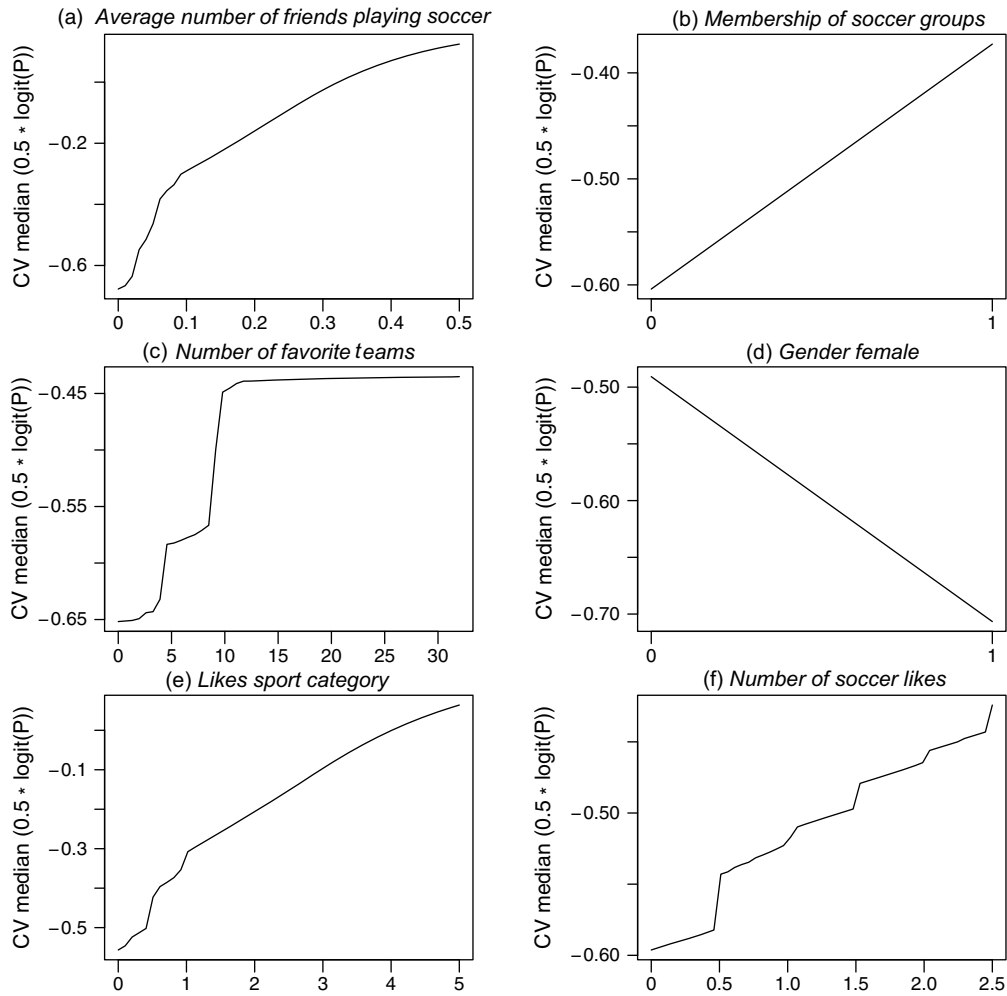 (a) Average number of friends playing soccer
CV median (0.5 * logit(P))
−0.2
−0.6
0 0.1 0.2 0.3 0.4 0.5
(b) Membership of soccer groups
CV median (0.5 * logit(P))
−0.40
−0.50
−0.60
0 1
(c) Number of favorite teams
CV median (0.5 * logit(P))
−0.45
−0.55
−0.65
0 5 10 15 20 25 30
(d) Gender female
CV median (0.5 * logit(P))
−0.50
−0.60
−0.70
0 1
(e) Likes sport category
CV median (0.5 * logit(P))
−0.1
−0.3
−0.5
0 1 2 3 4 5
(f) Number of soccer likes
CV median (0.5 * logit(P))
−0.50
−0.60
0 0.5 1.0 1.5 2.0 2.5